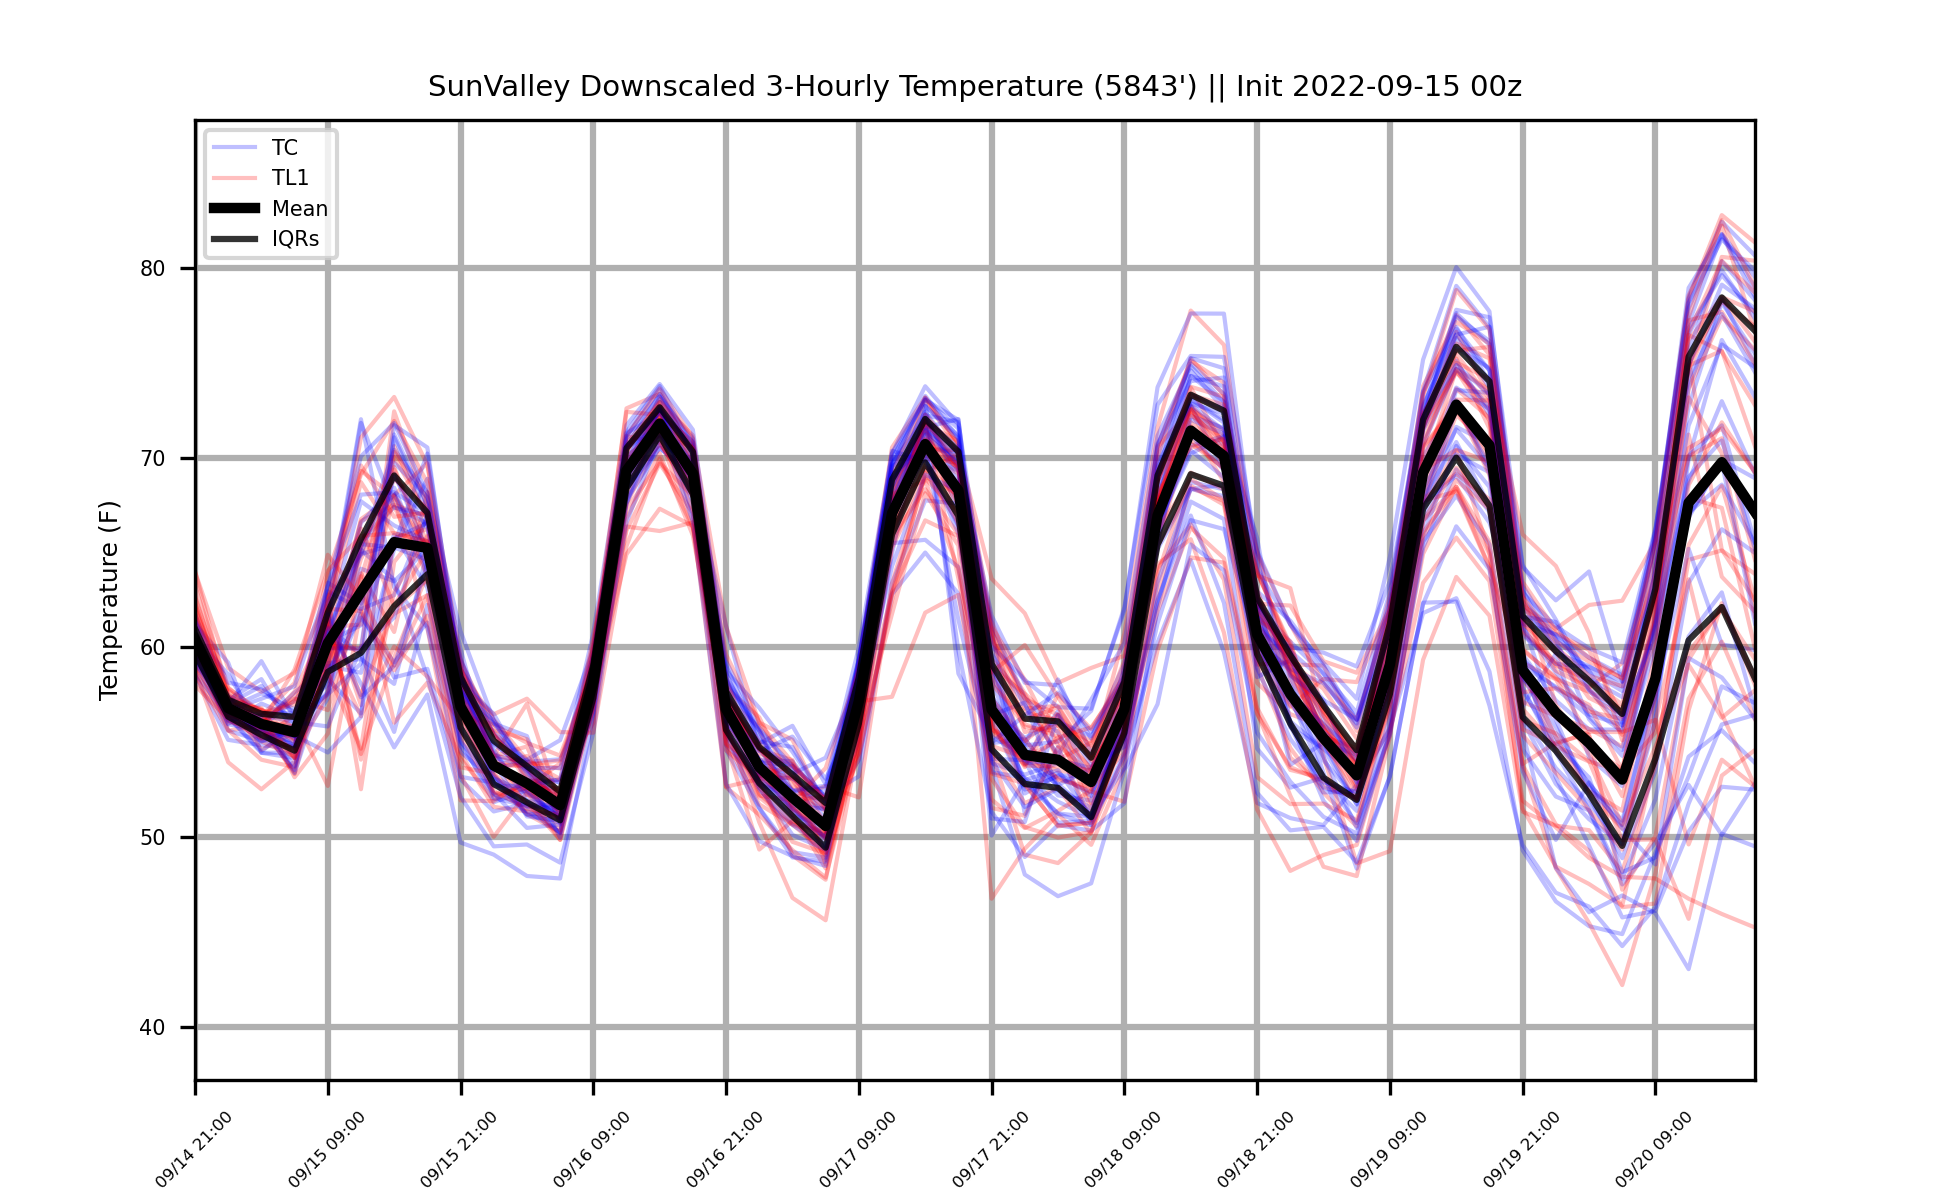 SunValley Downscaled 3-Hourly Temperature (5843') || Init 2022-09-15 00z
TC
TL1
Mean
IQRs
Temperature (F)
80
70
60
50
40
09/14 21:00
09/15 09:00
09/15 21:00
09/16 09:00
09/16 21:00
09/17 09:00
09/17 21:00
09/18 09:00
09/18 21:00
09/19 09:00
09/19 21:00
09/20 09:00